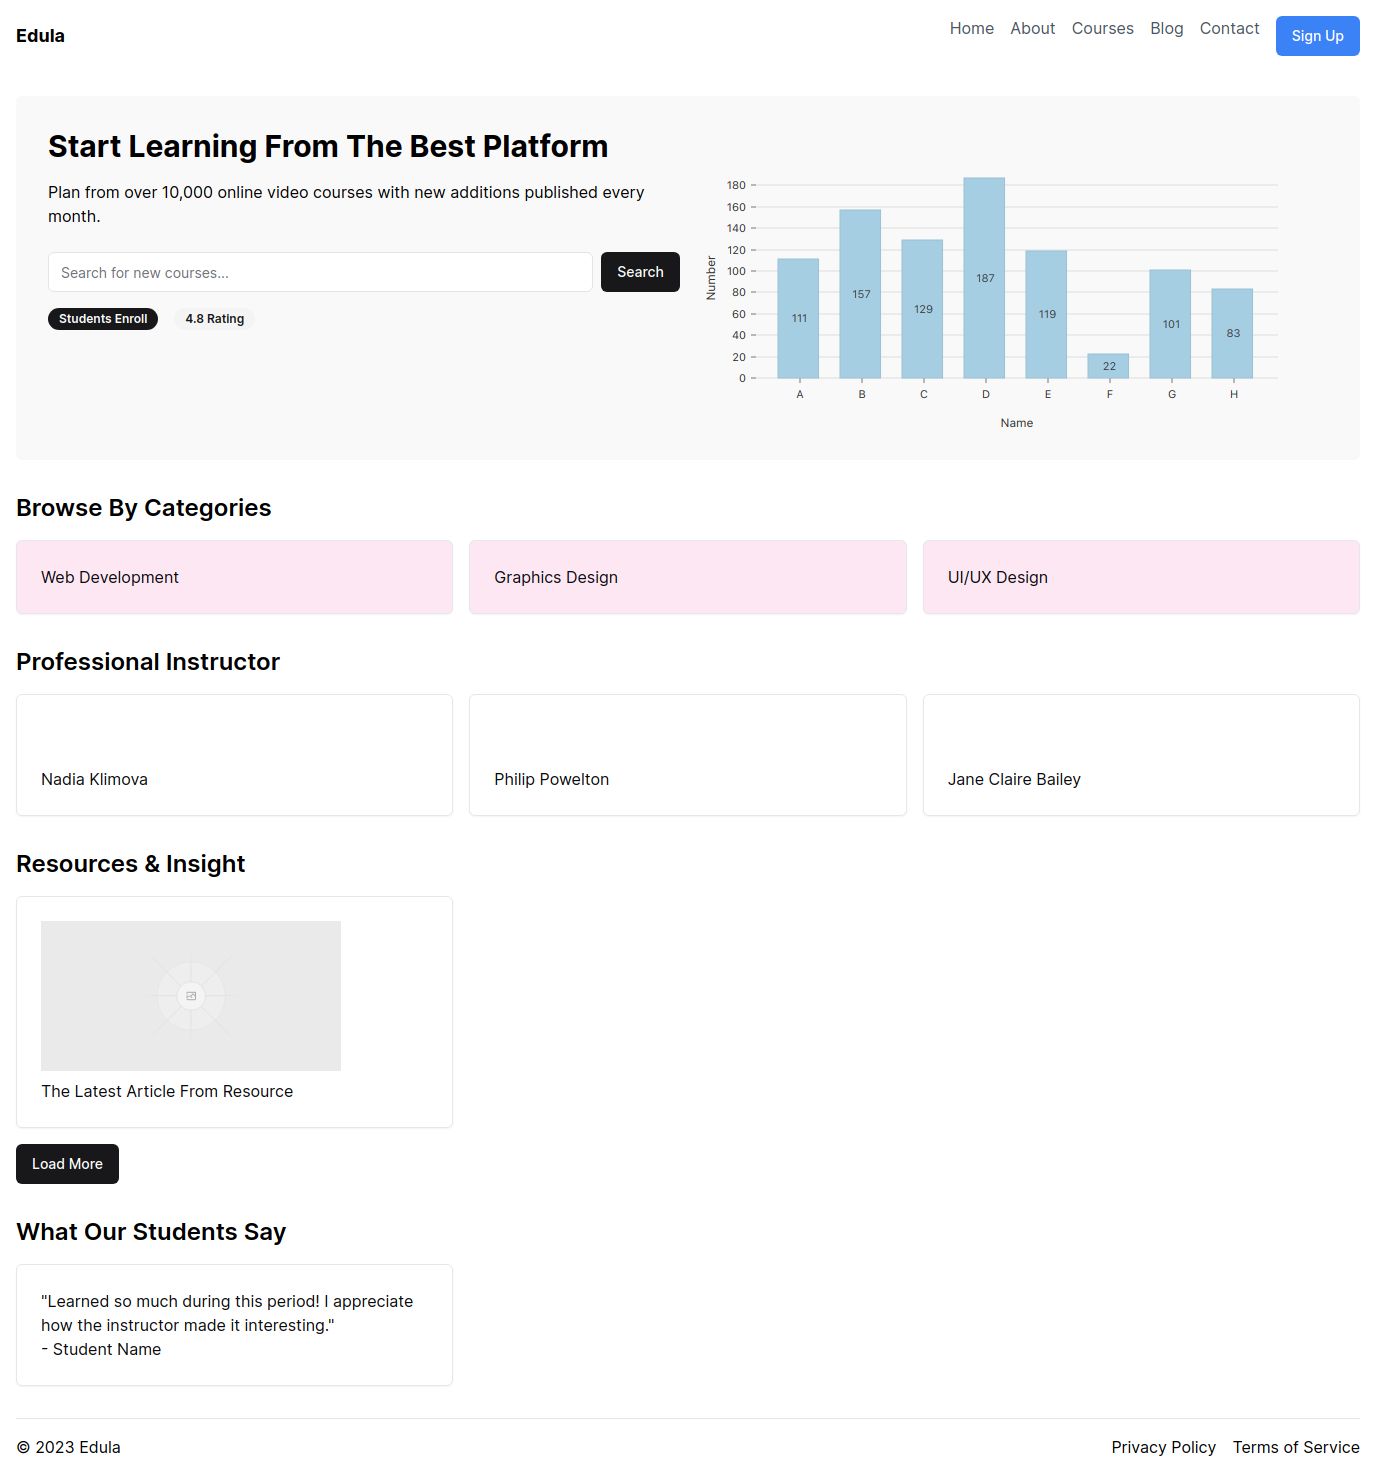 Edula
Home About Courses Blog Contact Sign Up
Start Learning From The Best Platform
Plan from over 10,000 online video courses with new additions published every
month.
Search for new courses...
Search
Students Enroll
4.8 Rating
Number
180
160
140
120
100
80
60
40
20
0
111
157
129
187
119
22
101
83
A B C D E F G H
Name
Browse By Categories
Web Development
Graphics Design
UI/UX Design
Professional Instructor
Nadia Klimova
Philip Powelton
Jane Claire Bailey
Resources & Insight
The Latest Article From Resource
Load More
What Our Students Say
"Learned so much during this period! I appreciate
how the instructor made it interesting."
- Student Name
© 2023 Edula
Privacy Policy Terms of Service